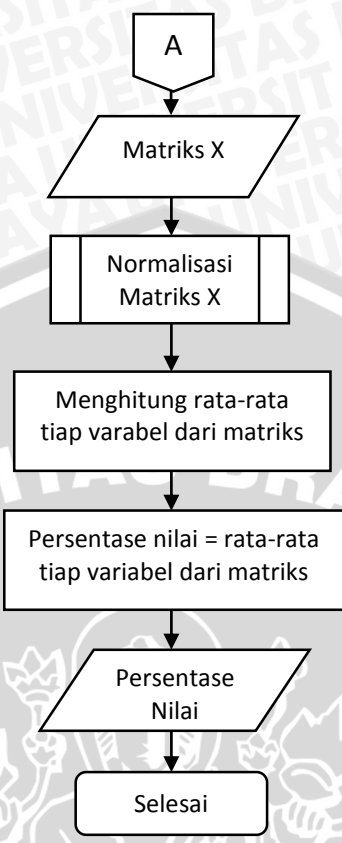 A
Matriks X
Normalisasi
Matriks X
Menghitung rata-rata
tiap varabel dari matriks
Persentase nilai = rata-rata
tiap variabel dari matriks
Persentase
Nilai
Selesai